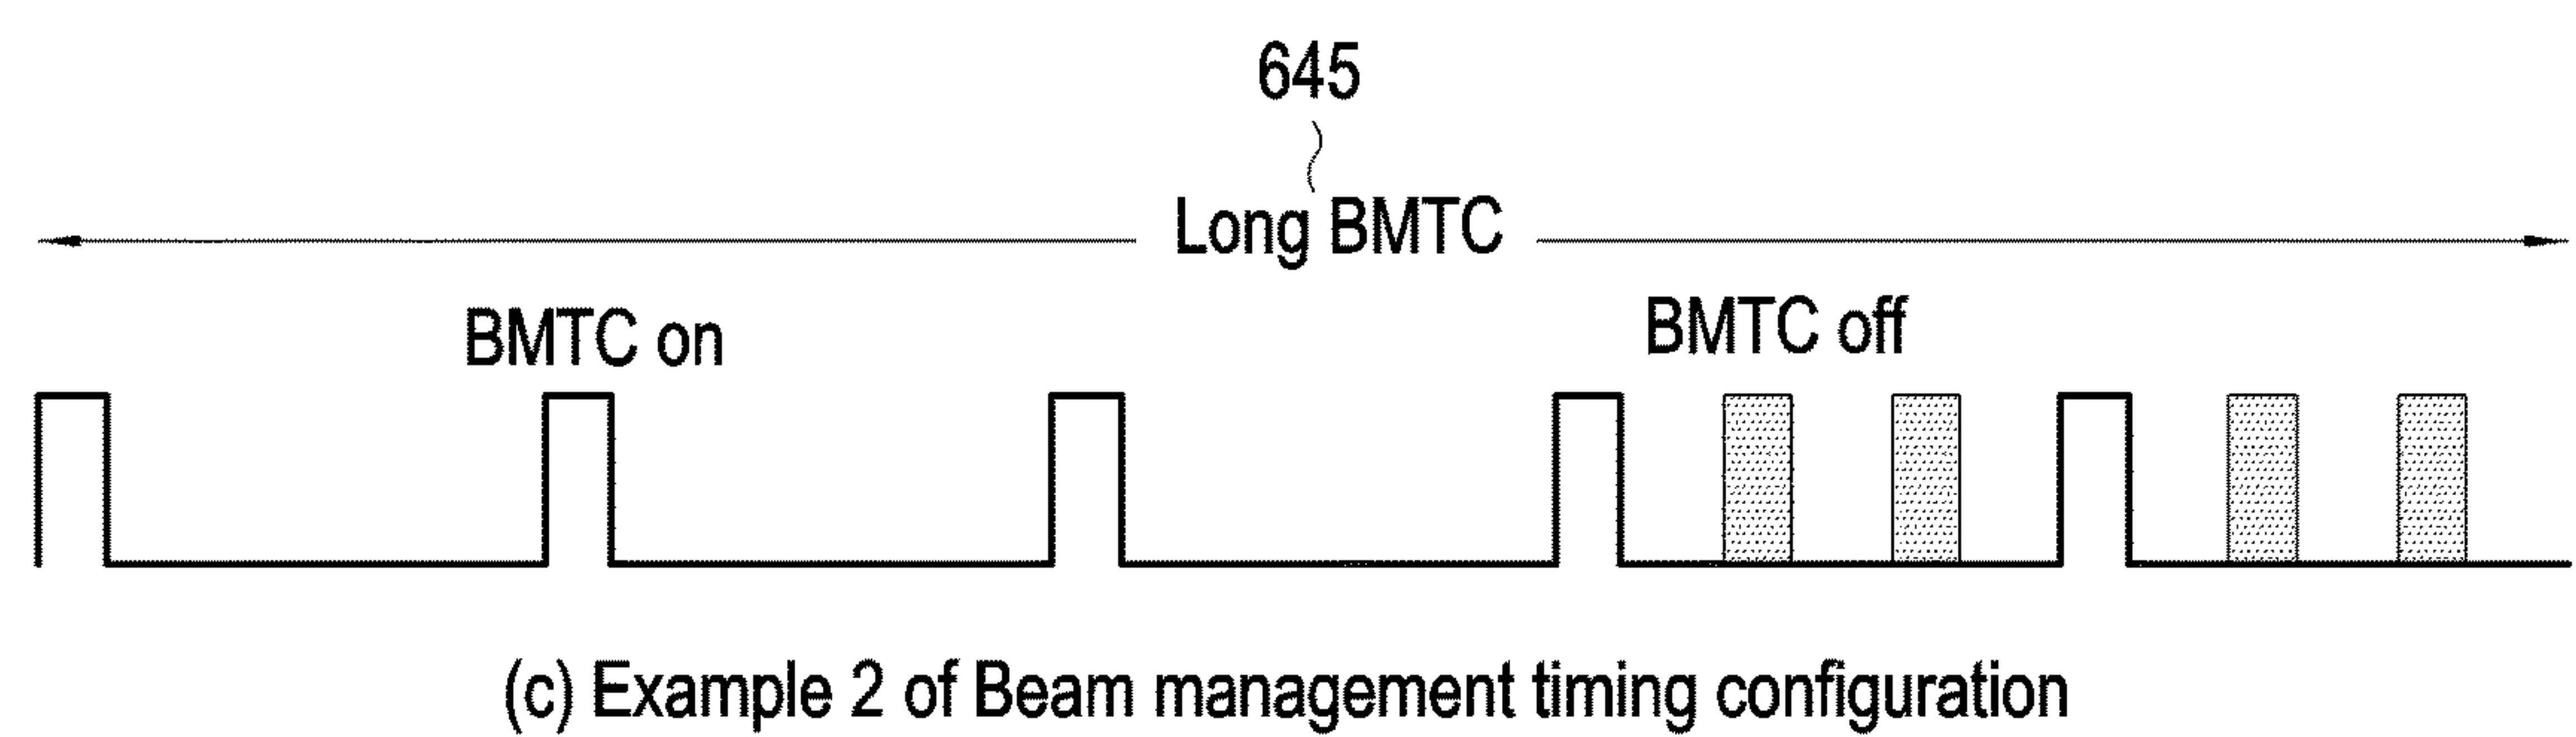 645
Long BMTC
BMTC on
BMTC off
(c) Example 2 of Beam management timing configuration